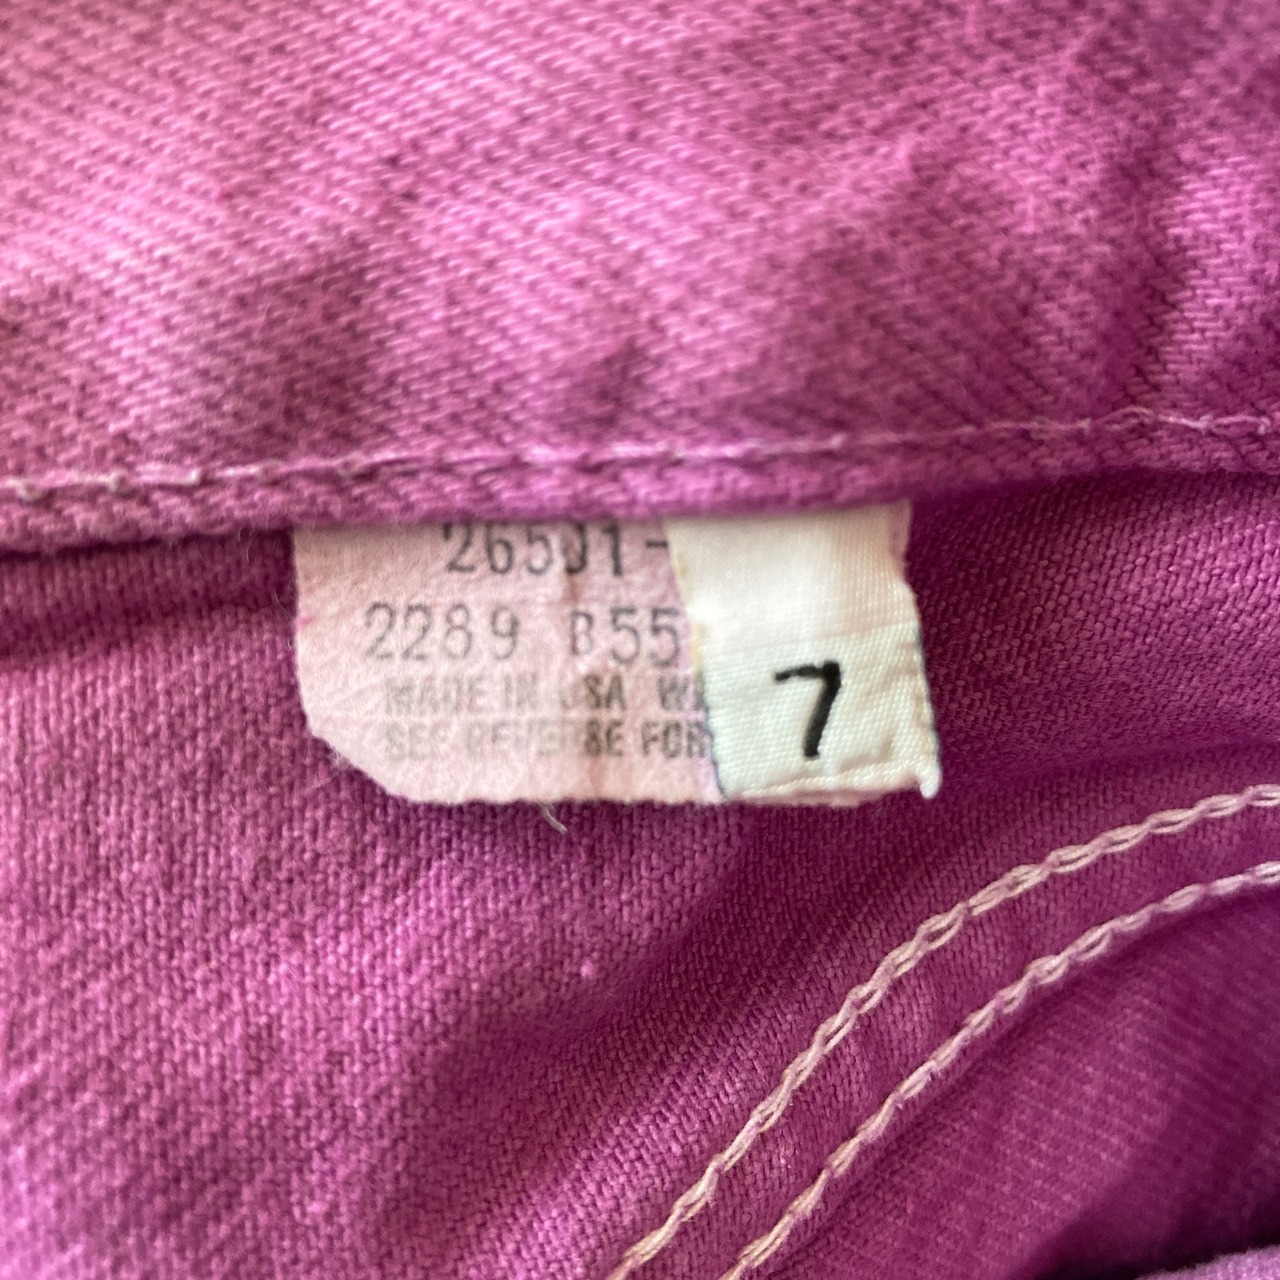 26501-
2289 B55
MADE IN USA
SEE REVERSE FOR
7